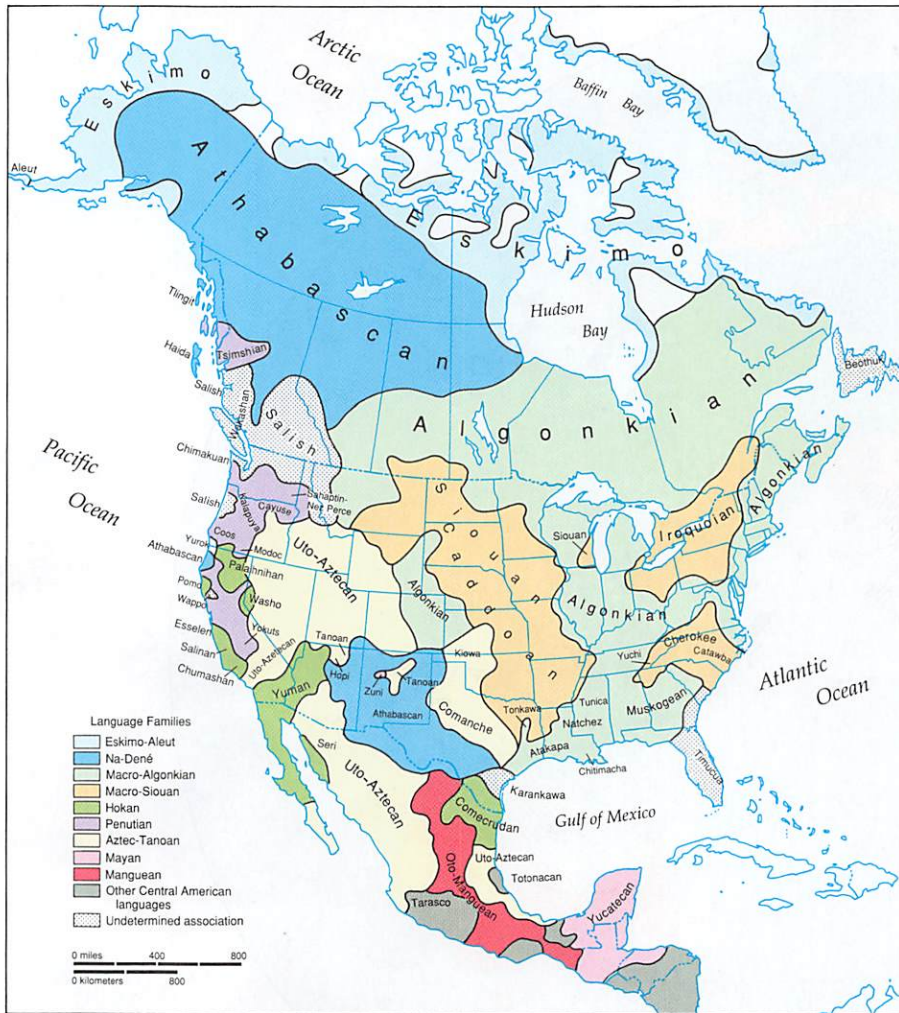 Arctic
Ocean
Baffin
Bay
Eskimo
Aleut
Athabascan
Eskimo
Hudson
Bay
Tlingit
Tsimshian
Haida
Beothuk
Salish
Wakashan
Salish
Algonkian
Pacific
Ocean
Chimakuan
Sahaptin-
Nez Perce
Salish
Kalapuya
Cayuse
Coos
Siouan
Caddoan
Siouan
Iroquoian
Algonkian
Yurok
Modoc
Athabascan
Palaihnihan
Uto-Aztecan
Algonkian
Algonkian
Pomo
Washo
Wappo
Cherokee
Esselen
Yokuts
Catawba
Salinan
Uto-Aztecan
Tanoan
Kiowa
Yuchi
Chumashan
Hopi
Zuni
Tanoan
Atlantic
Ocean
Yuman
Athabascan
Comanche
Tonkawa
Tunica
Muskogean
Natchez
Seri
Atakapa
Chitimacha
Timucua
Uto-Aztecan
Karankawa
Comecrudan
Gulf of Mexico
Uto-Aztecan
Oto-Manguean
Totonacan
Tarasco
Yucatecan
Language Families
Eskimo-Aleut
Na-Dené
Macro-Algonkian
Macro-Siouan
Hokan
Penutian
Aztec-Tanoan
Mayan
Manguean
Other Central American
languages
Undetermined association
0 miles 400 800
0 kilometers 800